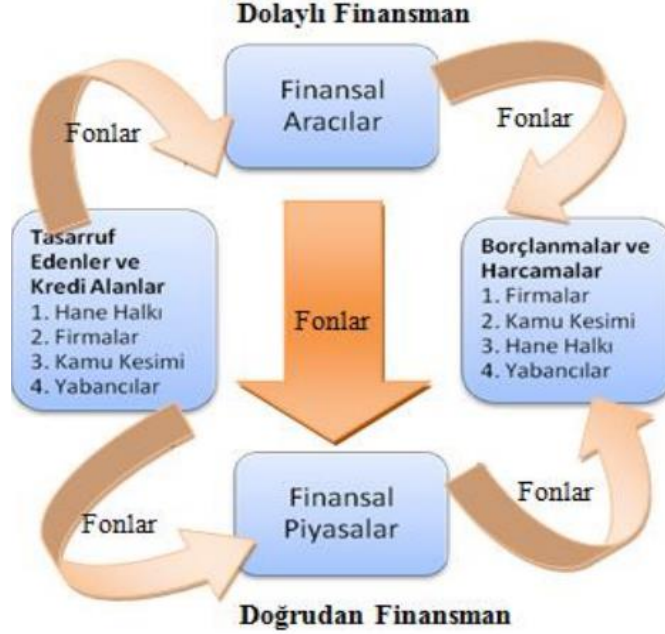 Dolaylı Finansman
Finansal
Aracılar
Fonlar
Fonlar
Tasarruf
Edenler ve
Kredi Alanlar
1. Hane Halkı
2. Firmalar
3. Kamu Kesimi
4. Yabancılar
Fonlar
Borçlanmalar ve
Harcamalar
1. Firmalar
2. Kamu Kesimi
3. Hane Halkı
4. Yabancılar
Fonlar
Finansal
Piyasalar
Fonlar
Doğrudan Finansman